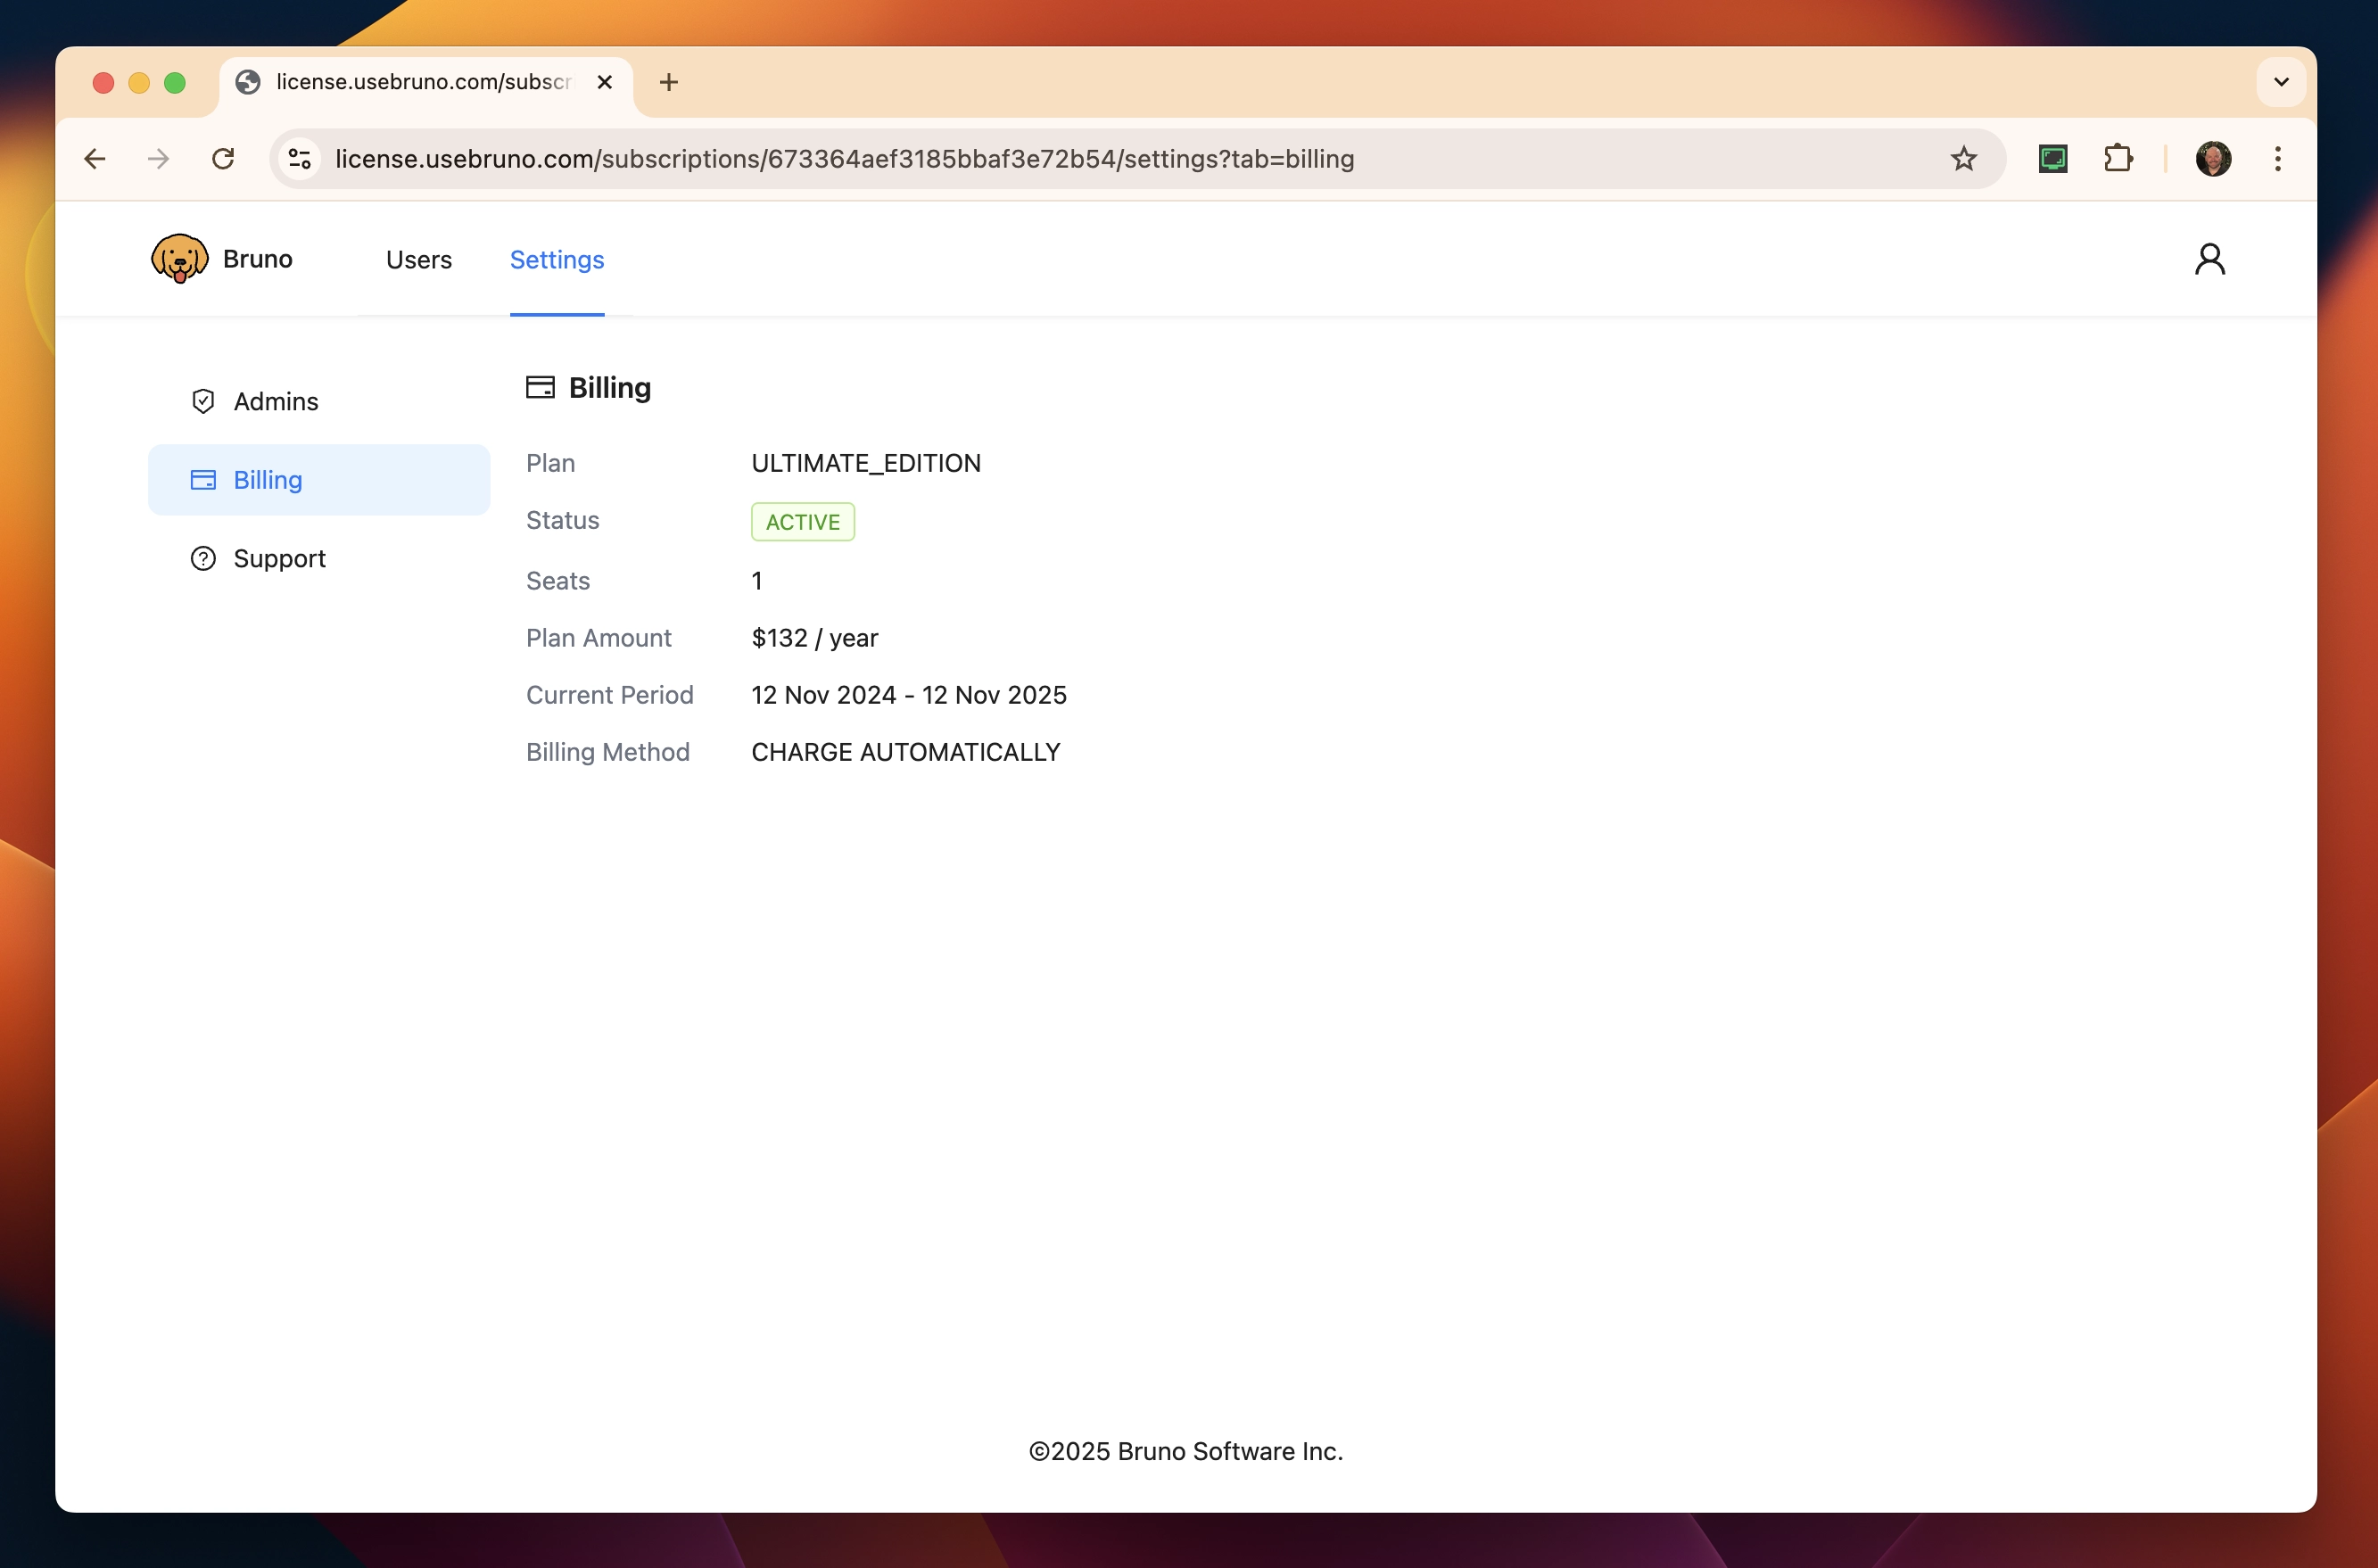 license.usebruno.com/subscr
license.usebruno.com/subscriptions/673364aef3185bbaf3e72b54/settings?tab=billing
Bruno Users Settings
Admins
Billing
Support
Billing
Plan ULTIMATE_EDITION
Status ACTIVE
Seats 1
Plan Amount $132 / year
Current Period 12 Nov 2024 - 12 Nov 2025
Billing Method CHARGE AUTOMATICALLY
©2025 Bruno Software Inc.